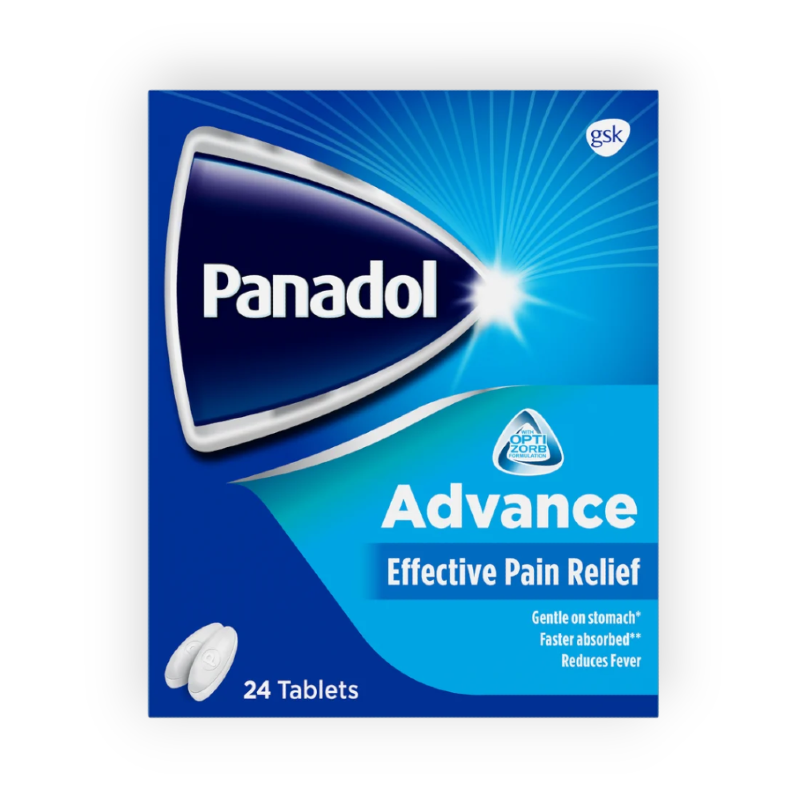 gsk
Panadol
WITH
OPTI
ZORB
FORMULATION
Advance
Effective Pain Relief
Gentle on stomach*
Faster absorbed**
Reduces Fever
24 Tablets